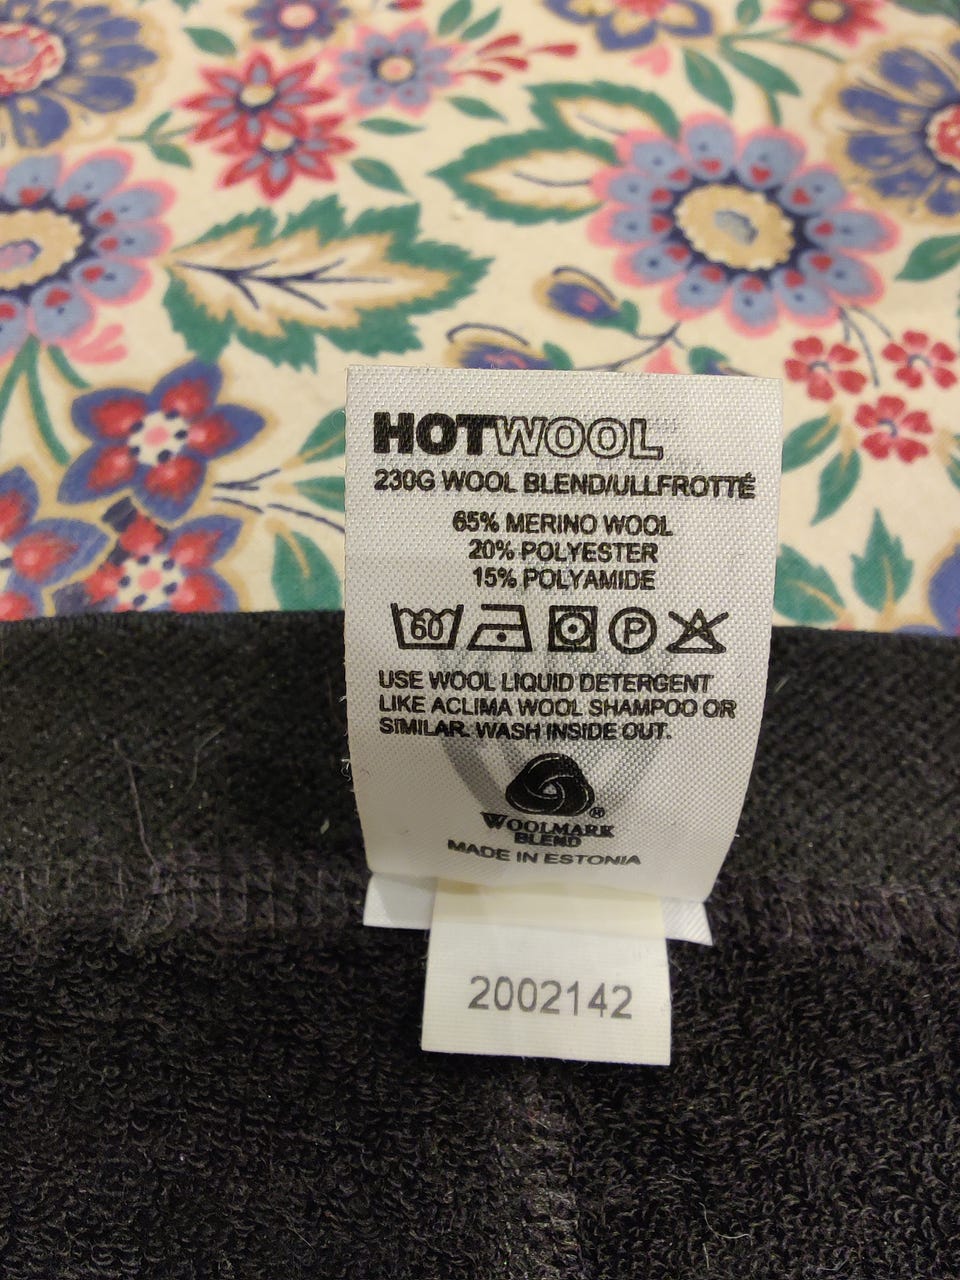 HOTWOOL
230G WOOL BLEND/ULLFROTTÉ
65% MERINO WOOL
20% POLYESTER
15% POLYAMIDE
60 P
USE WOOL LIQUID DETERGENT
LIKE ACLIMA WOOL SHAMPOO OR
SIMILAR. WASH INSIDE OUT.
WOOLMARK
BLEND
MADE IN ESTONIA
2002142